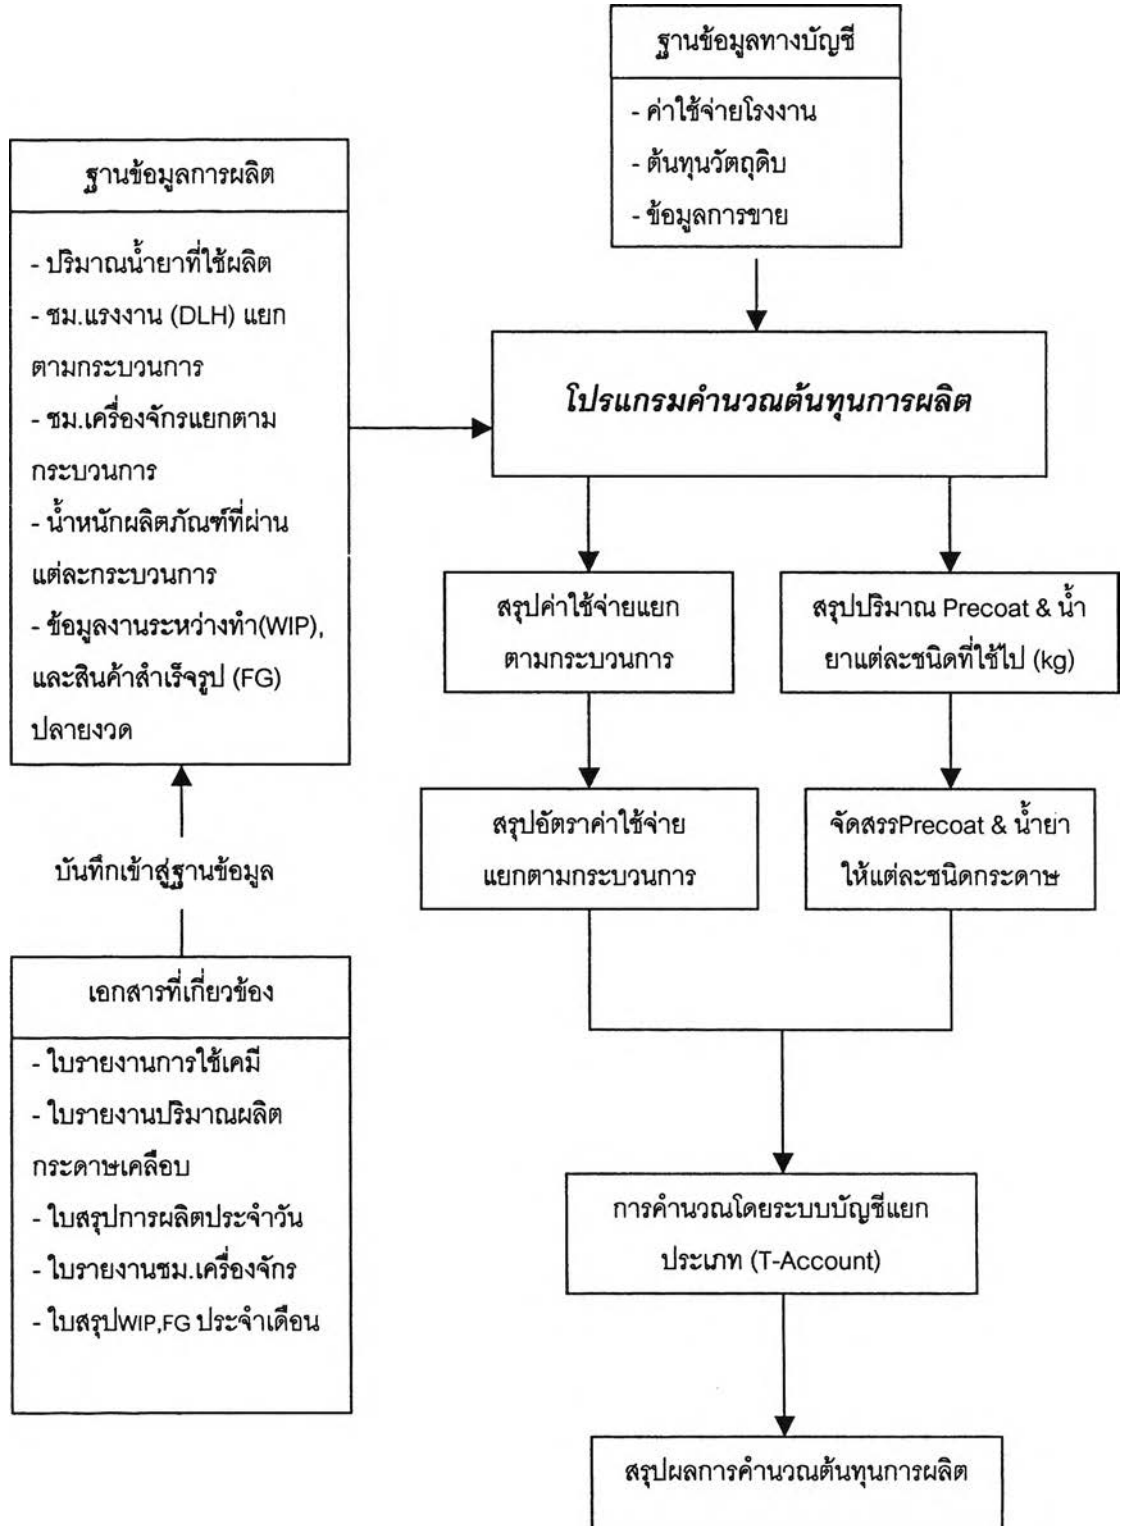 ฐานข้อมูลทางบัญชี
- ค่าใช้จ่ายโรงงาน
- ต้นทุนวัตถุดิบ
- ข้อมูลการขาย
ฐานข้อมูลการผลิต
- ปริมาณน้ำยาที่ใช้ผลิต
- ชม.แรงงาน (DLH) แยก
ตามกระบวนการ
- ชม.เครื่องจักรแยกตาม
กระบวนการ
- น้ำหนักผลิตภัณฑ์ที่ผ่าน
แต่ละกระบวนการ
- ข้อมูลงานระหว่างทำ(WIP),
และสินค้าสำเร็จรูป (FG)
ปลายงวด
โปรแกรมคำนวณต้นทุนการผลิต
สรุปค่าใช้จ่ายแยก
ตามกระบวนการ
สรุปปริมาณ Precoat & น้ำ
ยาแต่ละชนิดที่ใช้ไป (kg)
สรุปอัตราค่าใช้จ่าย
แยกตามกระบวนการ
จัดสรรPrecoat & น้ำยา
ให้แต่ละชนิดกระดาษ
บันทึกเข้าสู่ฐานข้อมูล
เอกสารที่เกี่ยวข้อง
- ใบรายงานการใช้เคมี
- ใบรายงานปริมาณผลิต
กระดาษเคลือบ
- ใบสรุปการผลิตประจำวัน
- ใบรายงานชม.เครื่องจักร
- ใบสรุปWIP,FG ประจำเดือน
การคำนวณโดยระบบบัญชีแยก
ประเภท (T-Account)
สรุปผลการคำนวณต้นทุนการผลิต